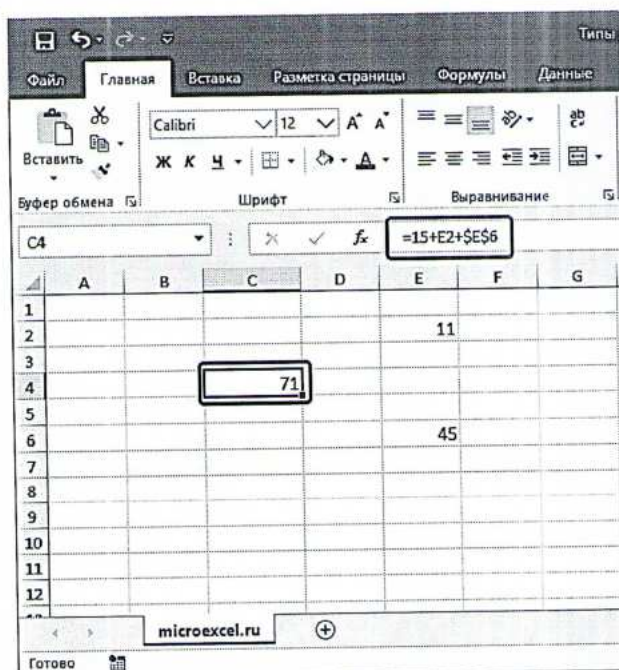 Типы
Файл Главная Вставка Разметка страницы Формулы Данные
Вставить
Calibri 12 A A
ab
Ж К Ч A
Буфер обмена Шрифт Выравнивание
C4 fx =15+E2+$E$6
A B C D E F G
1
2 11
3
4 71
5
6 45
7
8
9
10
11
12
microexcel.ru
Готово